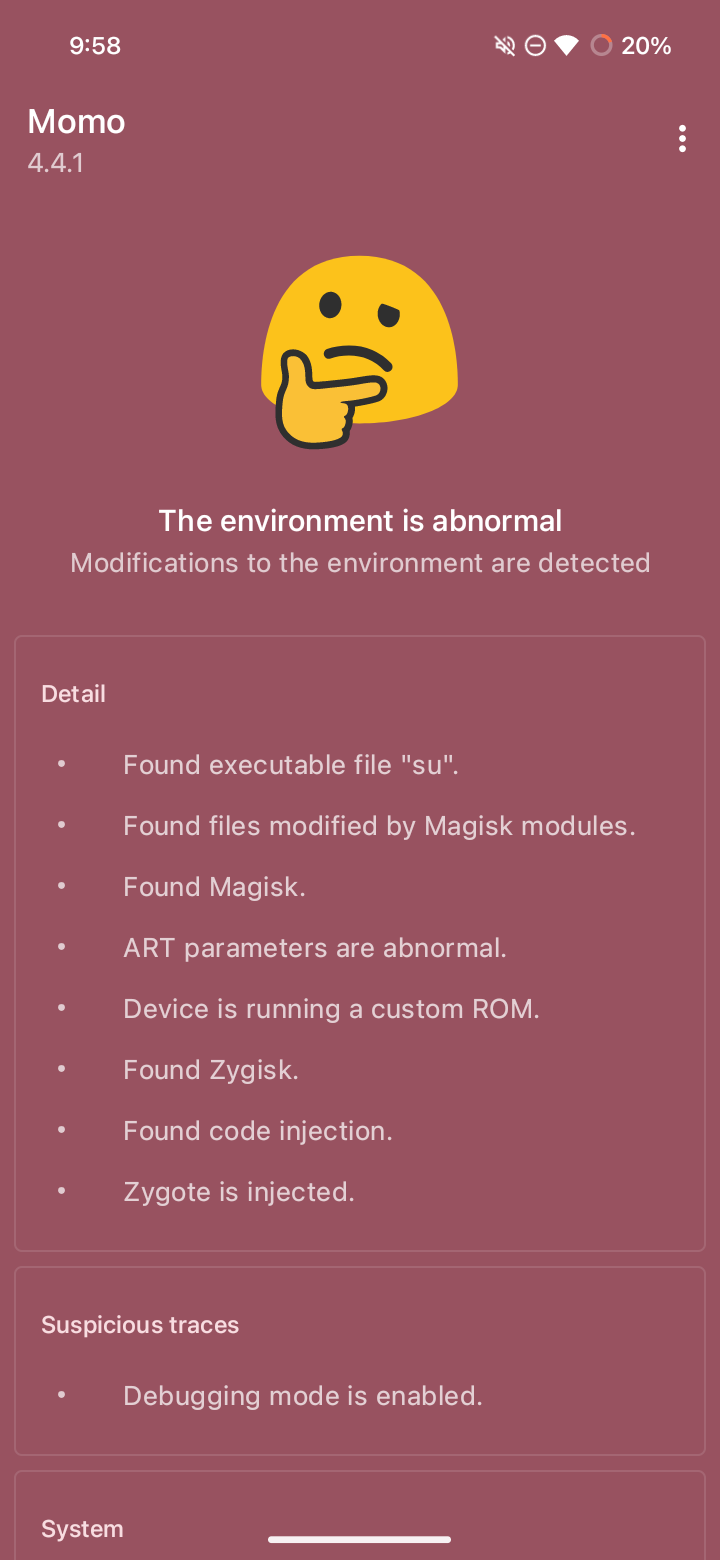 9:58
20%
Momo
4.4.1
The environment is abnormal
Modifications to the environment are detected
Detail
• Found executable file "su".
• Found files modified by Magisk modules.
• Found Magisk.
• ART parameters are abnormal.
• Device is running a custom ROM.
• Found Zygisk.
• Found code injection.
• Zygote is injected.
Suspicious traces
• Debugging mode is enabled.
System